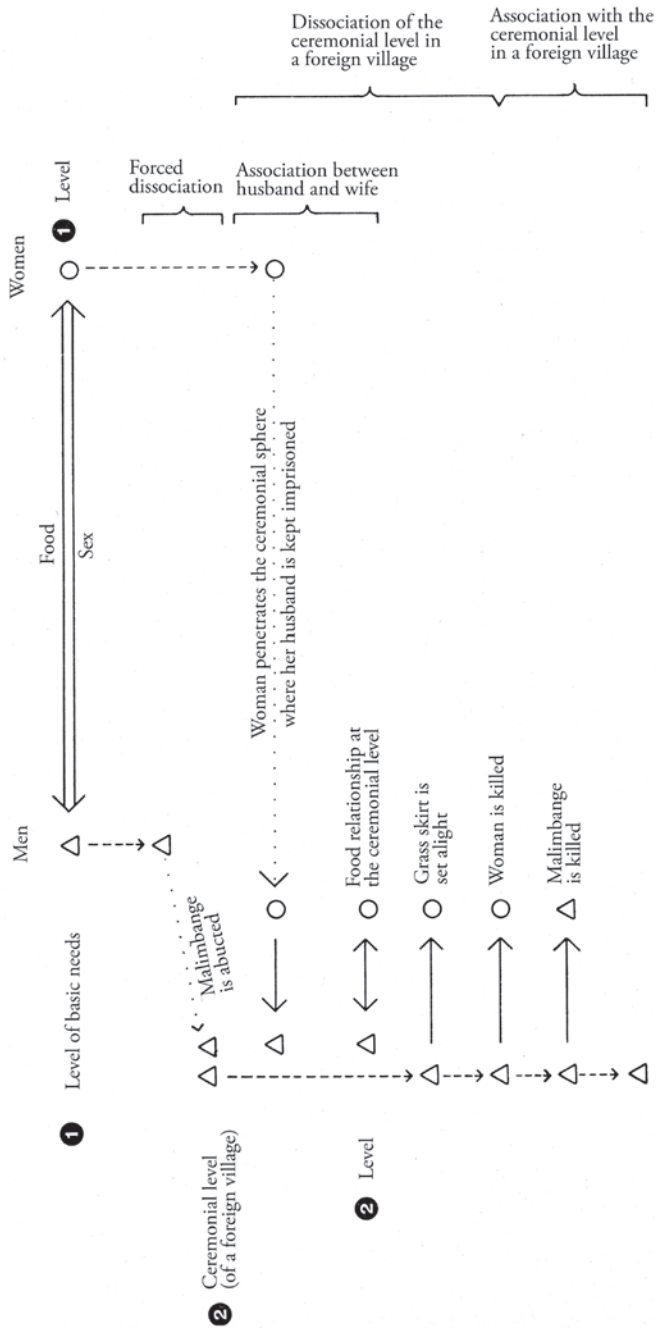 Dissociation of the
ceremonial level in
a foreign village
Association with the
ceremonial level
in a foreign village
Forced
dissociation
Association between
husband and wife
Women
1 Level
Food
Sex
Men
1 Level of basic needs
Malimbange
is abucted
2 Ceremonial level
(of a foreign village)
Woman penetrates the ceremonial sphere
where her husband is kept imprisoned
2 Level
Food relationship at
the ceremonial level
Grass skirt is
set alight
Woman is killed
Malimbange
is killed